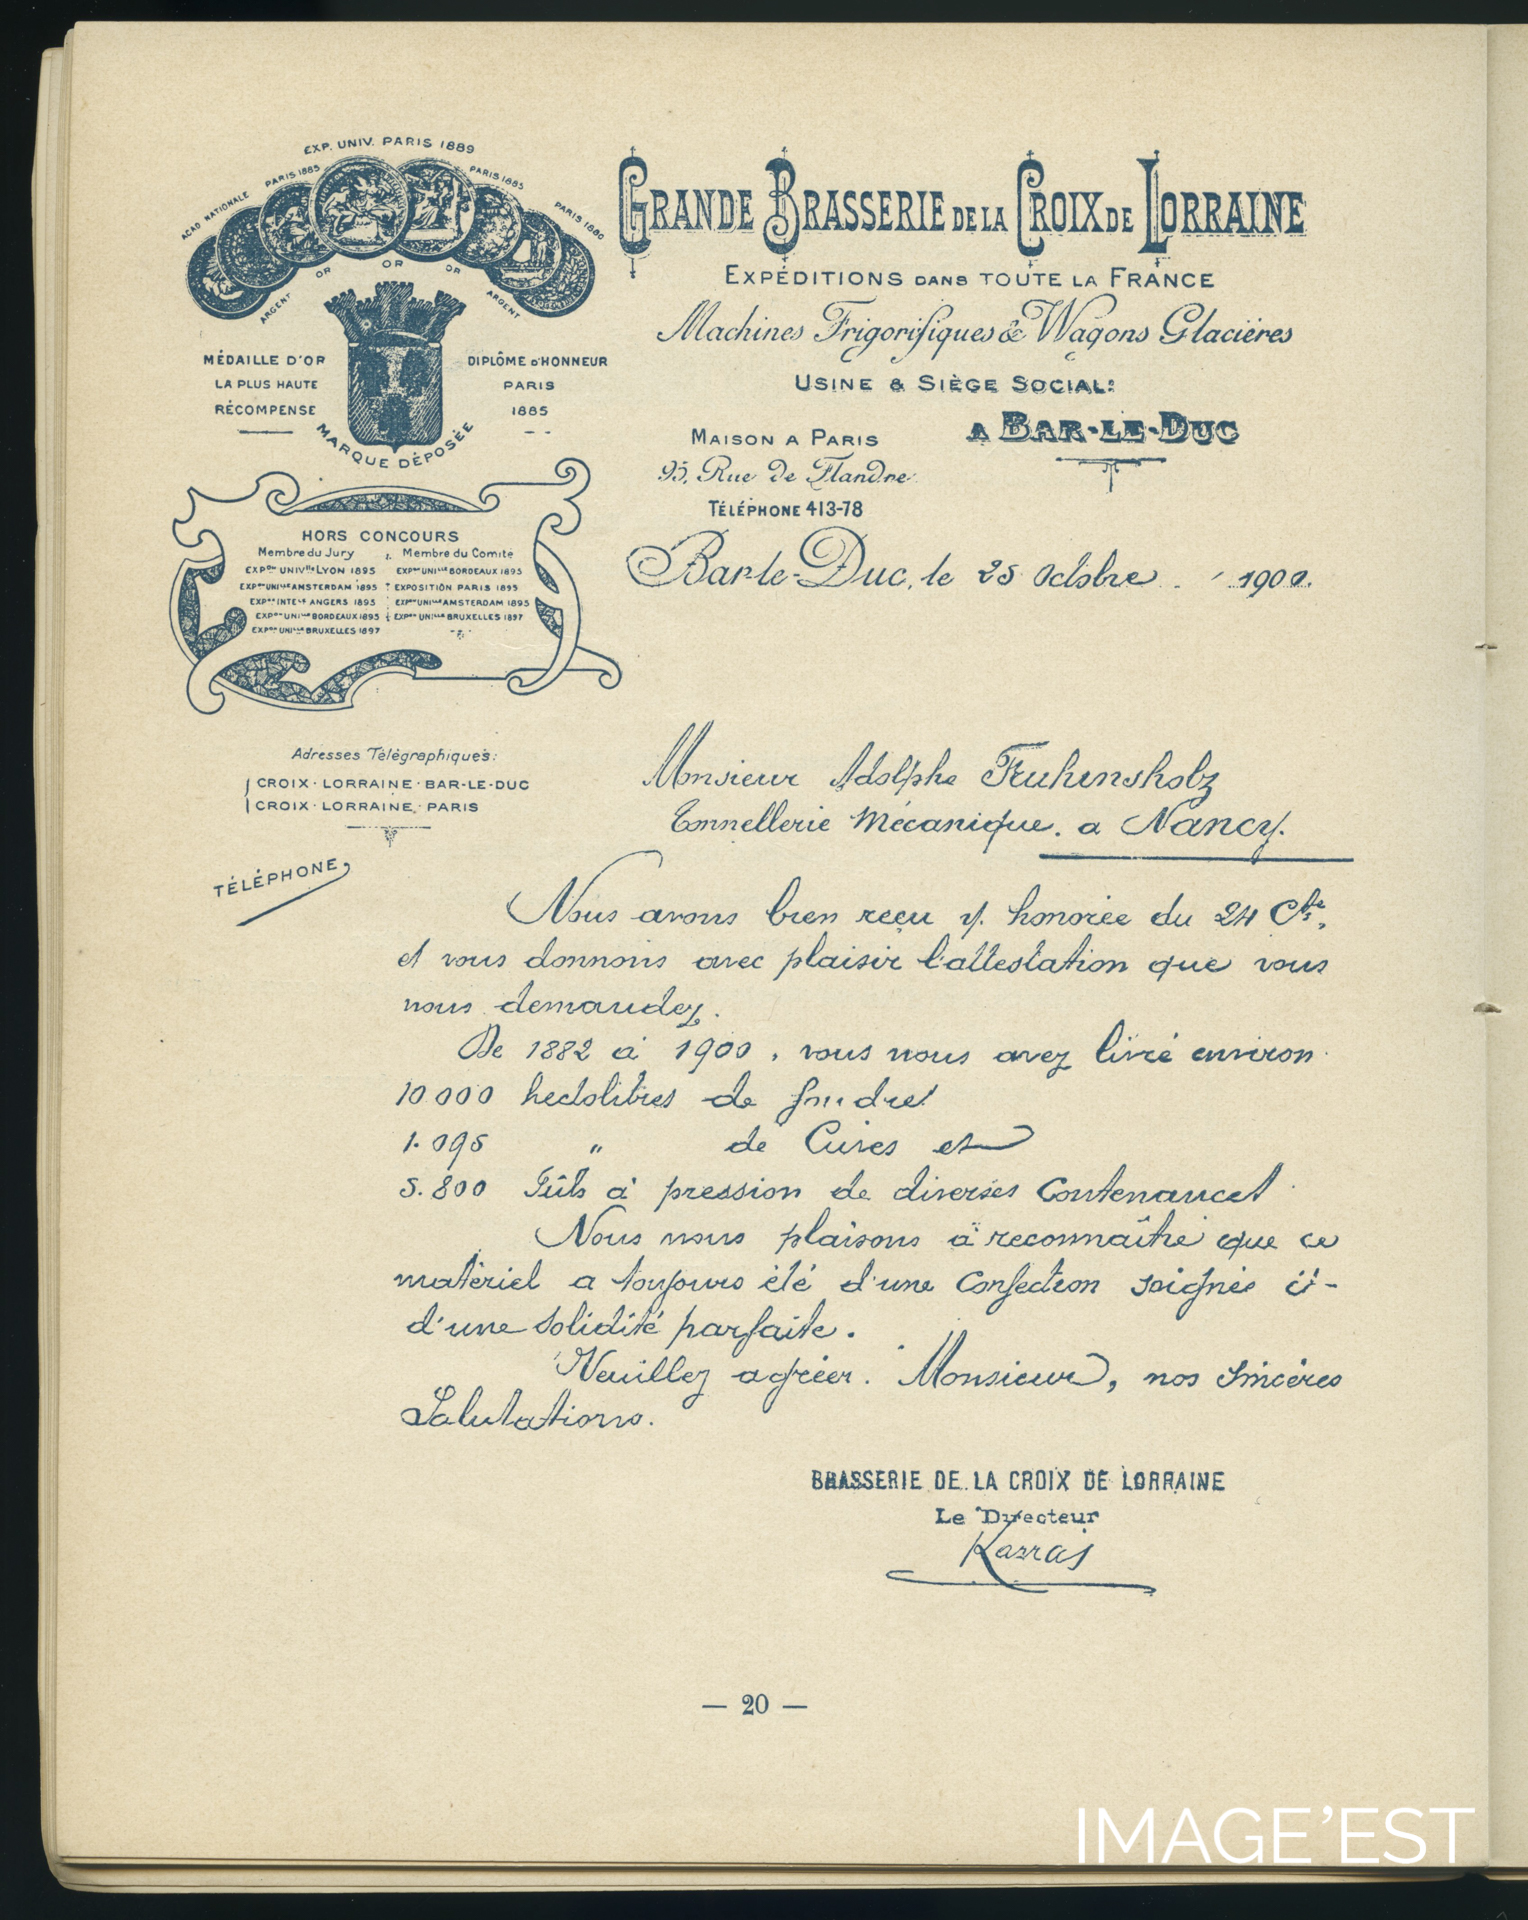 EXP. UNIV. PARIS 1889
ACAD NATIONALE
PARIS 1885
PARIS 1885
PARIS 1880
ARGENT
OR
OR
OR
ARGENT
MÉDAILLE D'OR
LA PLUS HAUTE
RÉCOMPENSE
DIPLÔME D'HONNEUR
PARIS
1885
MARQUE DÉPOSÉE
GRANDE BRASSERIE DE LA CROIX DE LORRAINE
EXPÉDITIONS DANS TOUTE LA FRANCE
Machines Frigorifiques & Wagons Glacières
USINE & SIÈGE SOCIAL:
A BAR-LE-DUC
MAISON A PARIS
95, Rue de Flandre
TÉLÉPHONE 413-78
HORS CONCOURS
Membre du Jury
EXPon UNIVlle LYON 1895
EXPon UNIlle AMSTERDAM 1895
EXPon INTEle ANGERS 1895
EXPon UNIlle BORDEAUX 1895
EXPon UNIlle BRUXELLES 1897
Membre du Comité
EXPon UNIlle BORDEAUX 1895
EXPOSITION PARIS 1895
EXPon UNIlle AMSTERDAM 1895
EXPon UNIlle BRUXELLES 1897
Bar-le-Duc, le 25 Octobre 1900.
Adresses Télégraphiques:
CROIX-LORRAINE-BAR-LE-DUC
CROIX-LORRAINE-PARIS
TÉLÉPHONE
Monsieur Adolphe Fruhinsholz
Tonnellerie Mécanique. a Nancy.
Nous avons bien reçu v. honorée du 24 Ct,
et vous donnons avec plaisir l'attestation que vous
nous demandez.
De 1882 à 1900, vous nous avez livré environ
10.000 hectolitres de foudres
1.095 " de Cuves et
5.800 Fûts à pression de diverses Contenances
Nous nous plaisons à reconnaître que ce
matériel a toujours été d'une Confection soignée et
d'une solidité parfaite.
Veuillez agréer. Monsieur, nos sincères
Salutations.
BRASSERIE DE LA CROIX DE LORRAINE
Le Directeur
— 20 —
IMAGE'EST